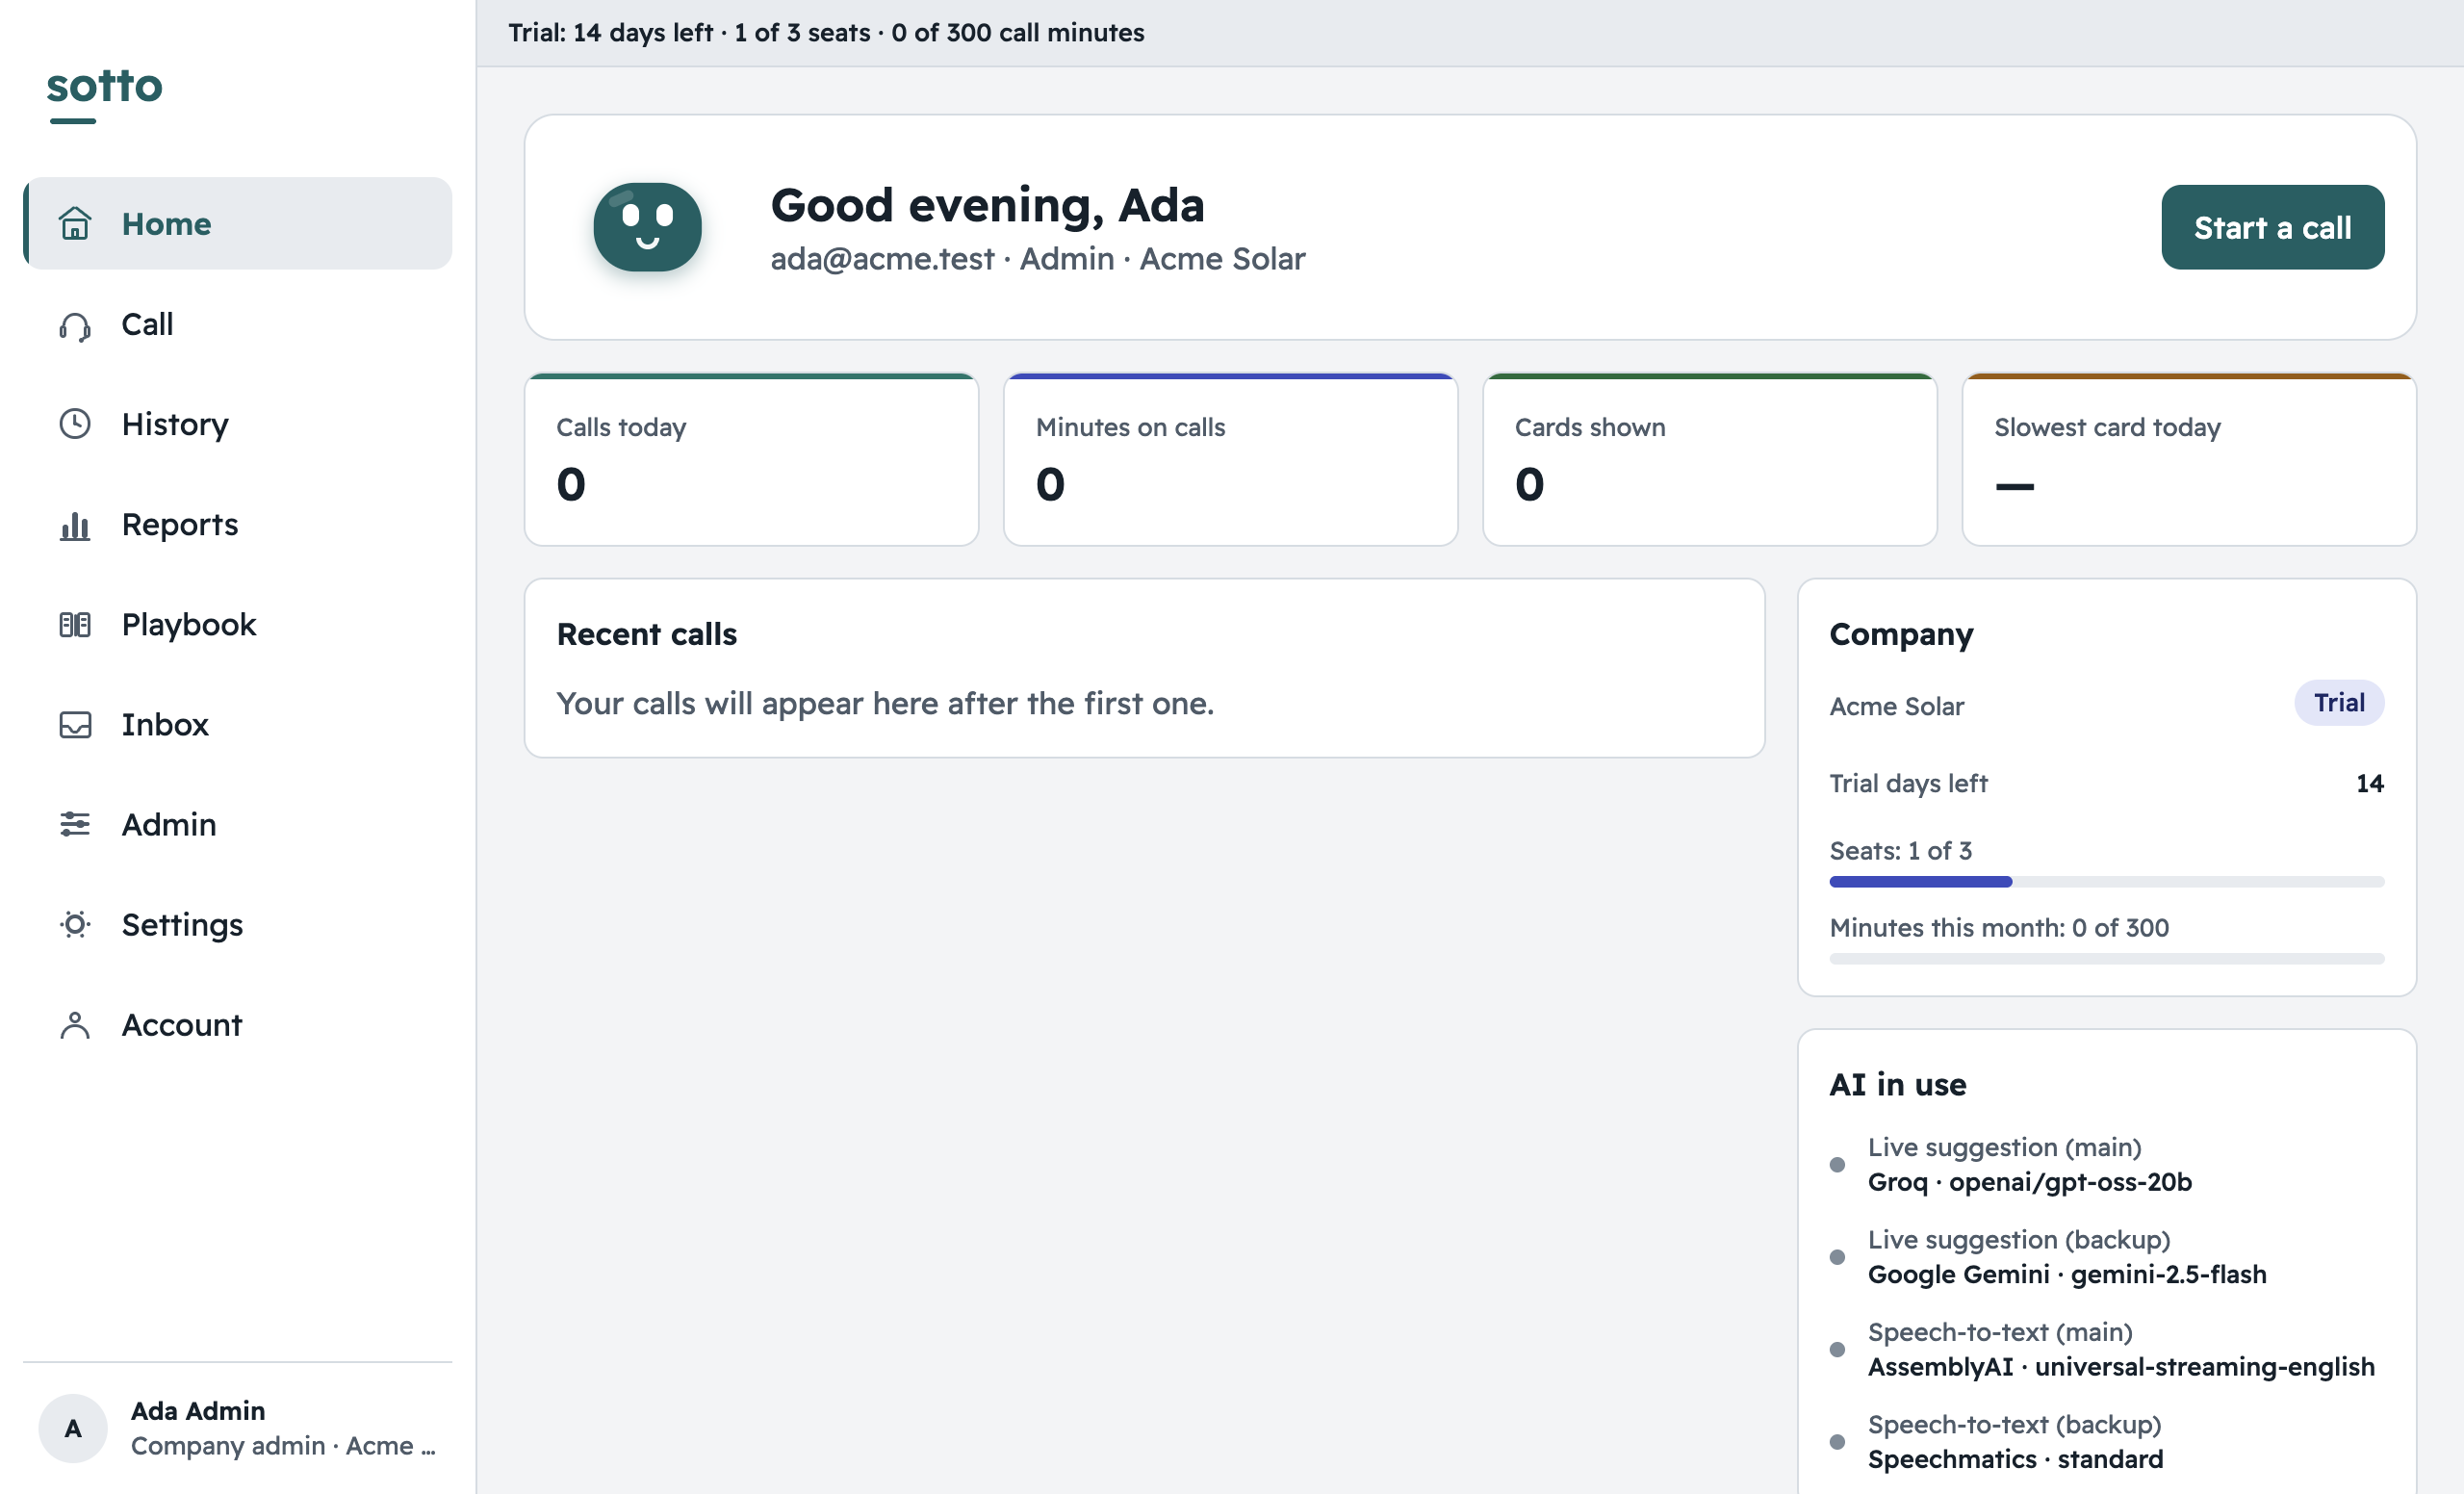 Trial: 14 days left · 1 of 3 seats · 0 of 300 call minutes
sotto
Home
Call
History
Reports
Playbook
Inbox
Admin
Settings
Account
A
Ada Admin
Company admin · Acme ...
Good evening, Ada
ada@acme.test · Admin · Acme Solar
Start a call
Calls today
0
Minutes on calls
0
Cards shown
0
Slowest card today
—
Recent calls
Your calls will appear here after the first one.
Company
Acme Solar
Trial
Trial days left
14
Seats: 1 of 3
Minutes this month: 0 of 300
AI in use
Live suggestion (main)
Groq · openai/gpt-oss-20b
Live suggestion (backup)
Google Gemini · gemini-2.5-flash
Speech-to-text (main)
AssemblyAI · universal-streaming-english
Speech-to-text (backup)
Speechmatics · standard